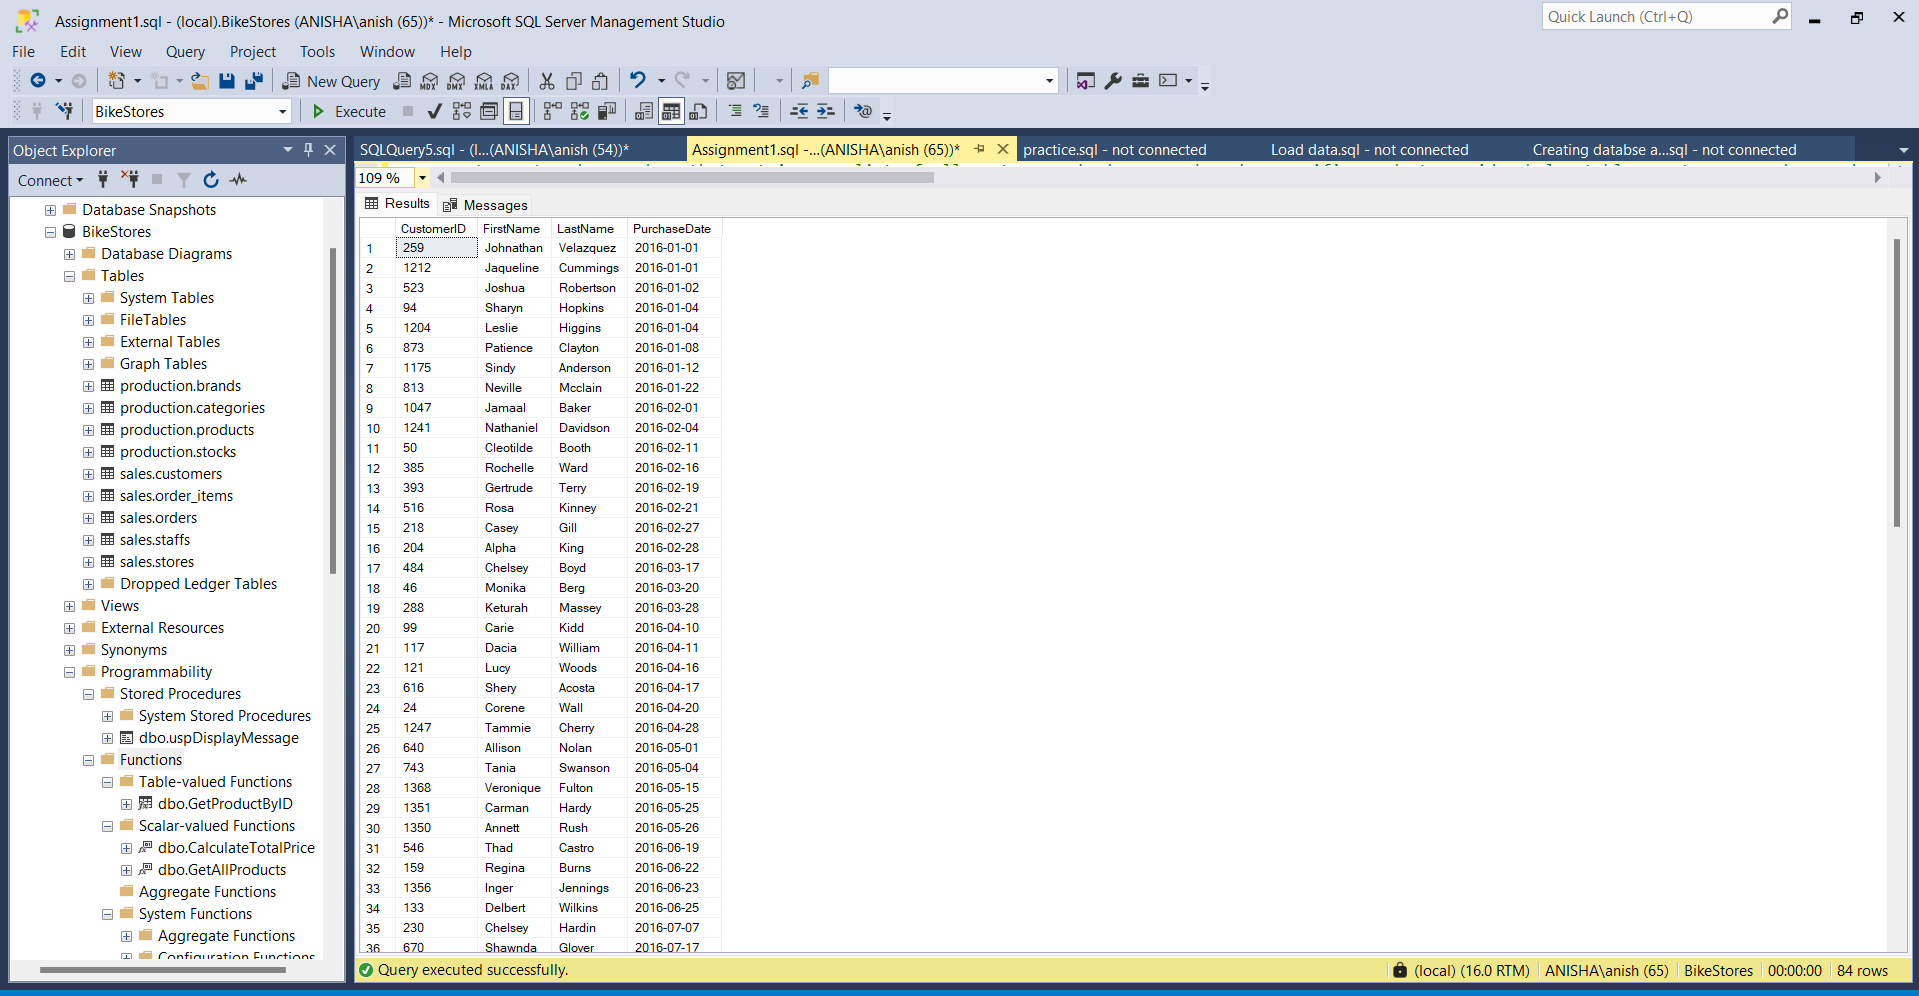 Assignment1.sql - (local).BikeStores (ANISHA\anish (65))* - Microsoft SQL Server Management Studio
Quick Launch (Ctrl+Q)
File Edit View Query Project Tools Window Help
New Query MDX DMX XMLA DAX
BikeStores Execute
Object Explorer
SQLQuery5.sql - (l...(ANISHA\anish (54))* Assignment1.sql -...(ANISHA\anish (65))* practice.sql - not connected Load data.sql - not connected Creating databse a...sql - not connected
Connect
109 %
Results Messages
Database Snapshots
BikeStores
Database Diagrams
Tables
System Tables
FileTables
External Tables
Graph Tables
production.brands
production.categories
production.products
production.stocks
sales.customers
sales.order_items
sales.orders
sales.staffs
sales.stores
Dropped Ledger Tables
Views
External Resources
Synonyms
Programmability
Stored Procedures
System Stored Procedures
dbo.uspDisplayMessage
Functions
Table-valued Functions
dbo.GetProductByID
Scalar-valued Functions
dbo.CalculateTotalPrice
dbo.GetAllProducts
Aggregate Functions
System Functions
Aggregate Functions
Configuration Functions
CustomerID FirstName LastName PurchaseDate
1 259 Johnathan Velazquez 2016-01-01
2 1212 Jaqueline Cummings 2016-01-01
3 523 Joshua Robertson 2016-01-02
4 94 Sharyn Hopkins 2016-01-04
5 1204 Leslie Higgins 2016-01-04
6 873 Patience Clayton 2016-01-08
7 1175 Sindy Anderson 2016-01-12
8 813 Neville Mcclain 2016-01-22
9 1047 Jamaal Baker 2016-02-01
10 1241 Nathaniel Davidson 2016-02-04
11 50 Cleotilde Booth 2016-02-11
12 385 Rochelle Ward 2016-02-16
13 393 Gertrude Terry 2016-02-19
14 516 Rosa Kinney 2016-02-21
15 218 Casey Gill 2016-02-27
16 204 Alpha King 2016-02-28
17 484 Chelsey Boyd 2016-03-17
18 46 Monika Berg 2016-03-20
19 288 Keturah Massey 2016-03-28
20 99 Carie Kidd 2016-04-10
21 117 Dacia William 2016-04-11
22 121 Lucy Woods 2016-04-16
23 616 Shery Acosta 2016-04-17
24 24 Corene Wall 2016-04-20
25 1247 Tammie Cherry 2016-04-28
26 640 Allison Nolan 2016-05-01
27 743 Tania Swanson 2016-05-04
28 1368 Veronique Fulton 2016-05-15
29 1351 Carman Hardy 2016-05-25
30 1350 Annett Rush 2016-05-26
31 546 Thad Castro 2016-06-19
32 159 Regina Burns 2016-06-22
33 1356 Inger Jennings 2016-06-23
34 133 Delbert Wilkins 2016-06-25
35 230 Chelsey Hardin 2016-07-07
36 670 Shawnda Glover 2016-07-17
Query executed successfully.
(local) (16.0 RTM) ANISHA\anish (65) BikeStores 00:00:00 84 rows